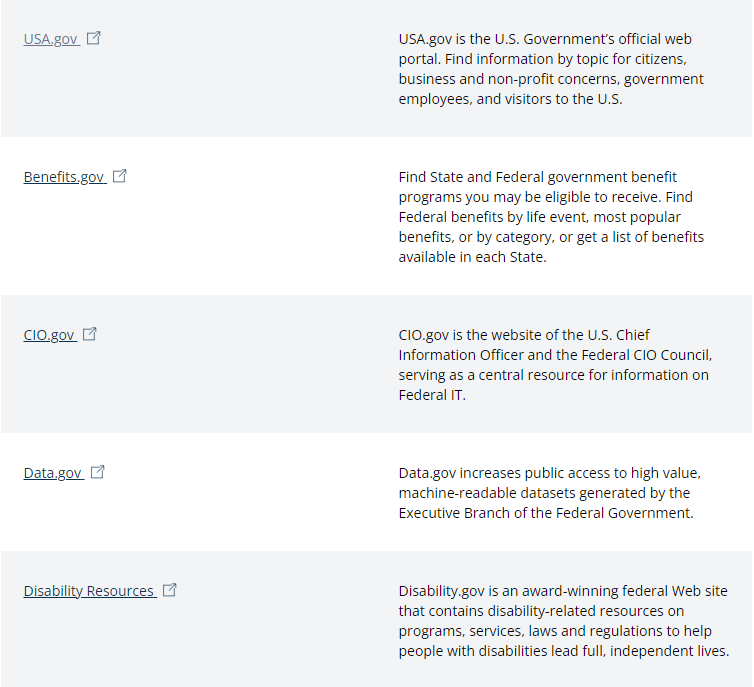 USA.gov
USA.gov is the U.S. Government’s official web
portal. Find information by topic for citizens,
business and non-profit concerns, government
employees, and visitors to the U.S.
Benefits.gov
Find State and Federal government benefit
programs you may be eligible to receive. Find
Federal benefits by life event, most popular
benefits, or by category, or get a list of benefits
available in each State.
CIO.gov
CIO.gov is the website of the U.S. Chief
Information Officer and the Federal CIO Council,
serving as a central resource for information on
Federal IT.
Data.gov
Data.gov increases public access to high value,
machine-readable datasets generated by the
Executive Branch of the Federal Government.
Disability Resources
Disability.gov is an award-winning federal Web site
that contains disability-related resources on
programs, services, laws and regulations to help
people with disabilities lead full, independent lives.